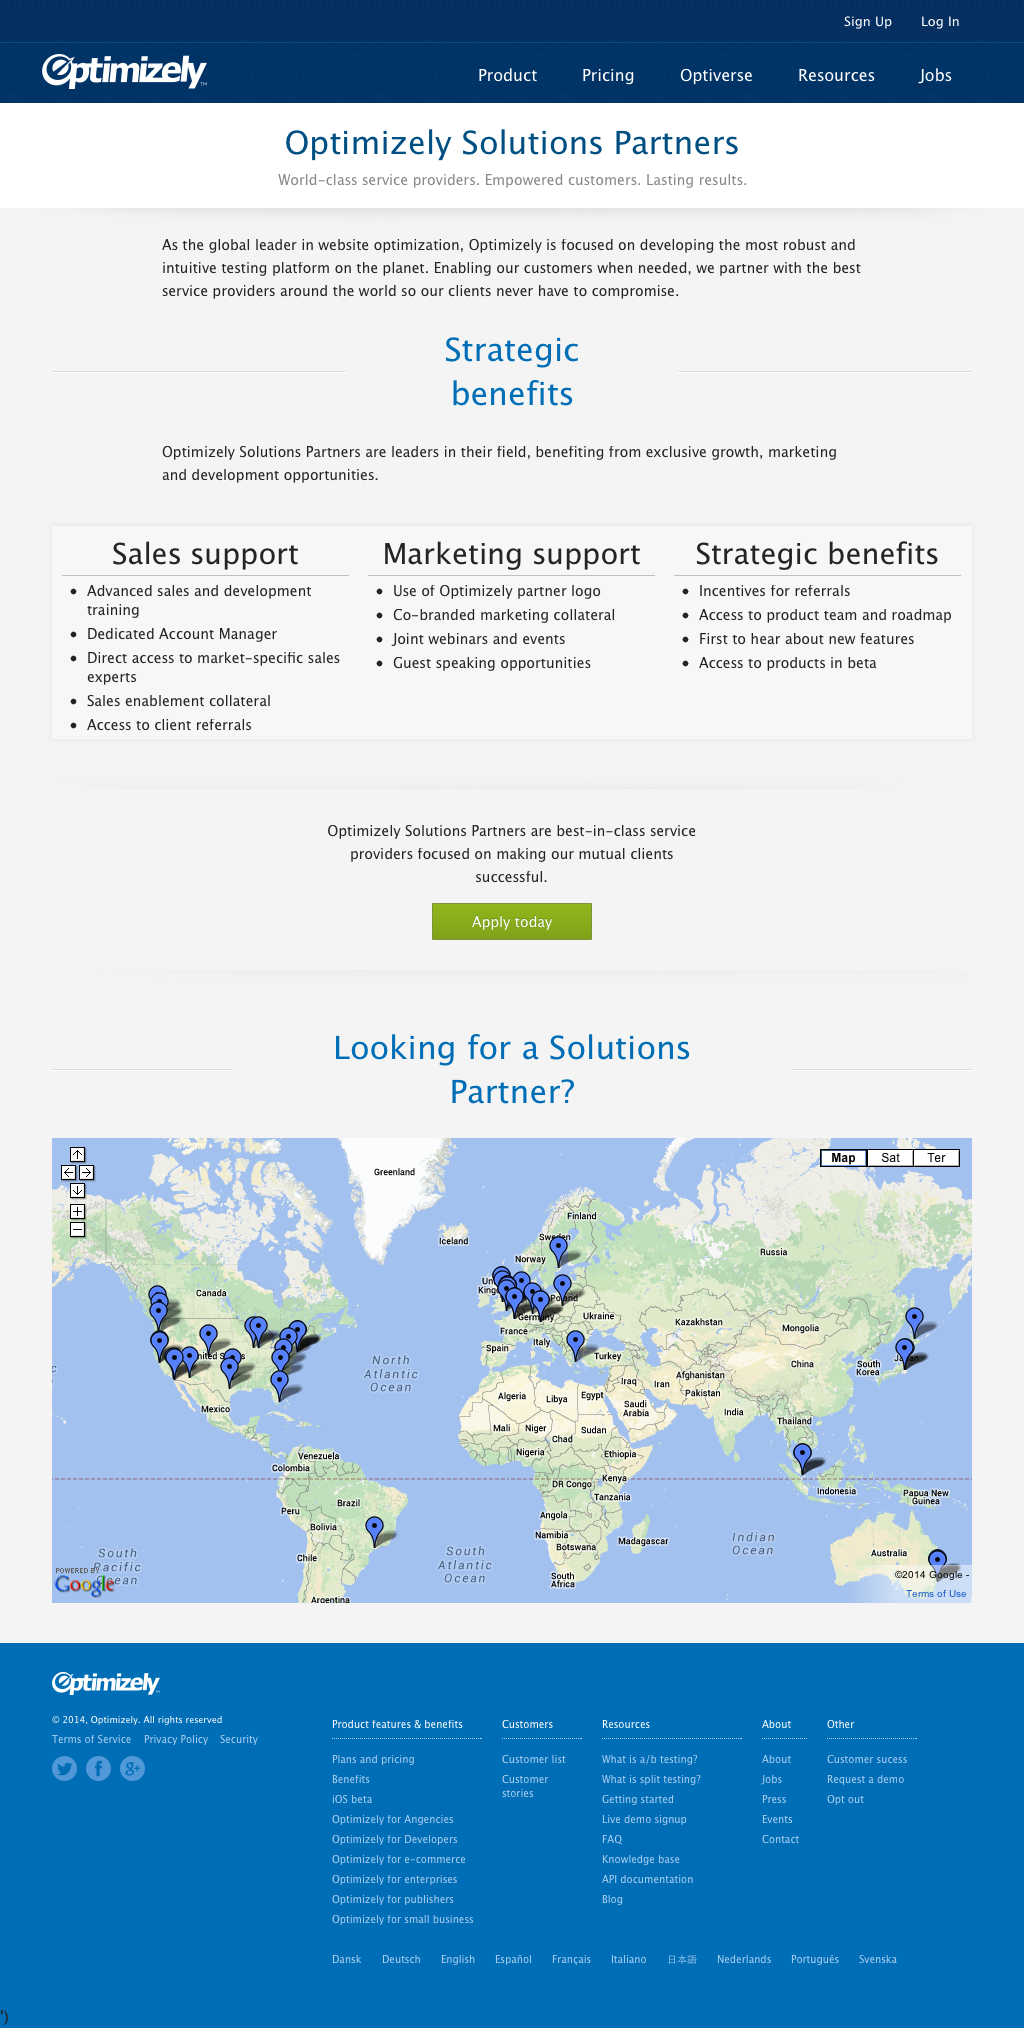 Sign Up Log In
Optimizely™
Product Pricing Optiverse Resources Jobs
Optimizely Solutions Partners
World-class service providers. Empowered customers. Lasting results.
As the global leader in website optimization, Optimizely is focused on developing the most robust and
intuitive testing platform on the planet. Enabling our customers when needed, we partner with the best
service providers around the world so our clients never have to compromise.
Strategic
benefits
Optimizely Solutions Partners are leaders in their field, benefiting from exclusive growth, marketing
and development opportunities.
Sales support
Advanced sales and development
training
Dedicated Account Manager
Direct access to market-specific sales
experts
Sales enablement collateral
Access to client referrals
Marketing support
Use of Optimizely partner logo
Co-branded marketing collateral
Joint webinars and events
Guest speaking opportunities
Strategic benefits
Incentives for referrals
Access to product team and roadmap
First to hear about new features
Access to products in beta
Optimizely Solutions Partners are best-in-class service
providers focused on making our mutual clients
successful.
Apply today
Looking for a Solutions
Partner?
Map Sat Ter
Greenland
Finland
Iceland
Sweden
Norway
Russia
Canada
Poland
Germany
Ukraine
Kazakhstan
Mongolia
France
Italy
Spain
Turkey
China
South
Korea
Japan
North
Atlantic
Ocean
Mexico
Algeria
Libya
Egypt
Iraq
Iran
Afghanistan
Pakistan
Saudi
Arabia
India
Thailand
Mali
Niger
Chad
Sudan
Nigeria
Ethiopia
Venezuela
Colombia
DR Congo
Kenya
Tanzania
Indonesia
Papua New
Guinea
Peru
Brazil
Bolivia
Angola
Namibia
Botswana
Madagascar
Chile
South
Africa
Argentina
South
Atlantic
Ocean
Indian
Ocean
Australia
South
Pacific
Ocean
POWERED BY
Google
©2014 Google -
Terms of Use
Optimizely
© 2014, Optimizely. All rights reserved
Terms of Service Privacy Policy Security
Product features & benefits
Plans and pricing
Benefits
iOS beta
Optimizely for Angencies
Optimizely for Developers
Optimizely for e-commerce
Optimizely for enterprises
Optimizely for publishers
Optimizely for small business
Customers
Customer list
Customer
stories
Resources
What is a/b testing?
What is split testing?
Getting started
Live demo signup
FAQ
Knowledge base
API documentation
Blog
About
About
Jobs
Press
Events
Contact
Other
Customer sucess
Request a demo
Opt out
Dansk Deutsch English Español Français Italiano 日本語 Nederlands Português Svenska
')